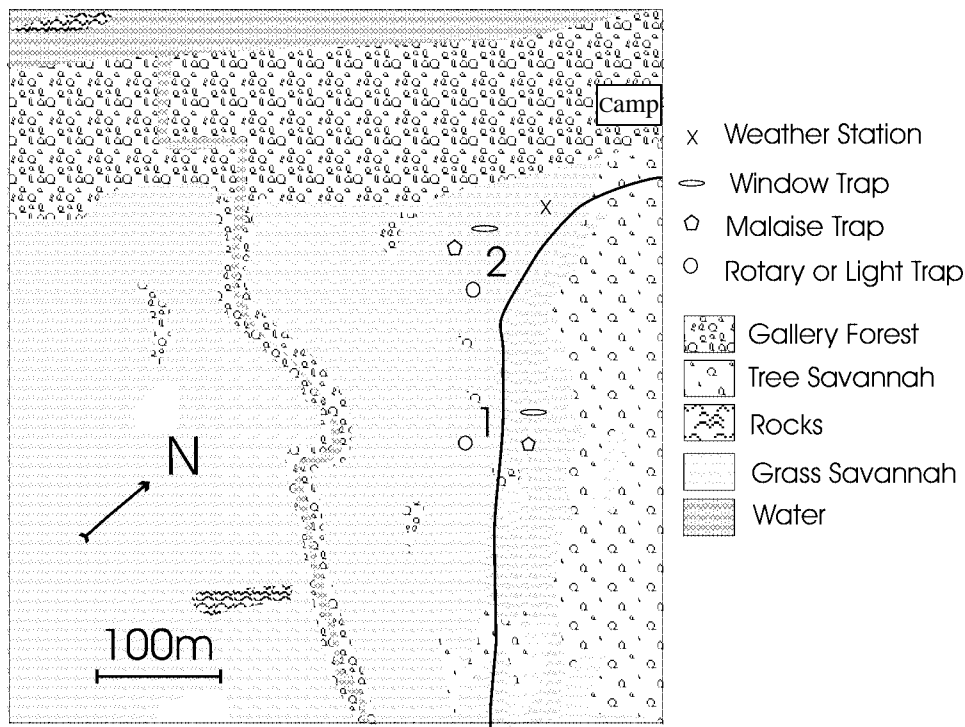 Camp
X Weather Station
Window Trap
Malaise Trap
2
Rotary or Light Trap
Gallery Forest
Tree Savannah
1
Rocks
N
Grass Savannah
Water
100m